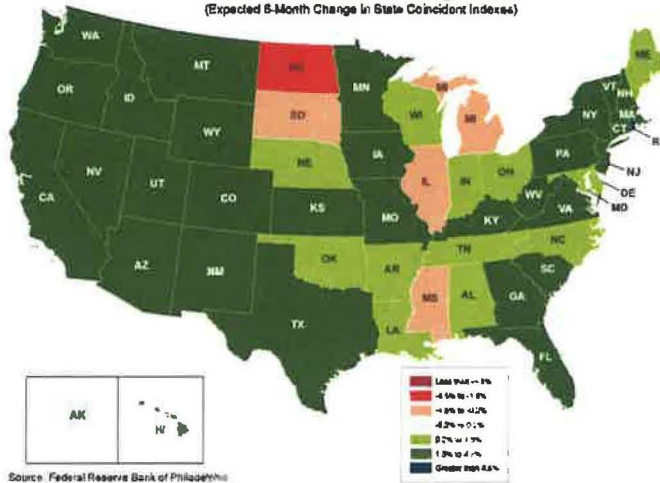 (Expected 6-Month Change in State Coincident Indexes)
WA
MT
MN
OR
ID
SD
WI
MI
MI
ME
VT
NH
NY
MA
CT
WY
NE
IA
PA
NJ
NV
UT
CO
IL
IN
OH
DE
MD
CA
KS
MO
WV
VA
KY
AZ
NM
OK
AR
TN
NC
SC
TX
LA
MS
AL
GA
FL
AK
HI
Source: Federal Reserve Bank of